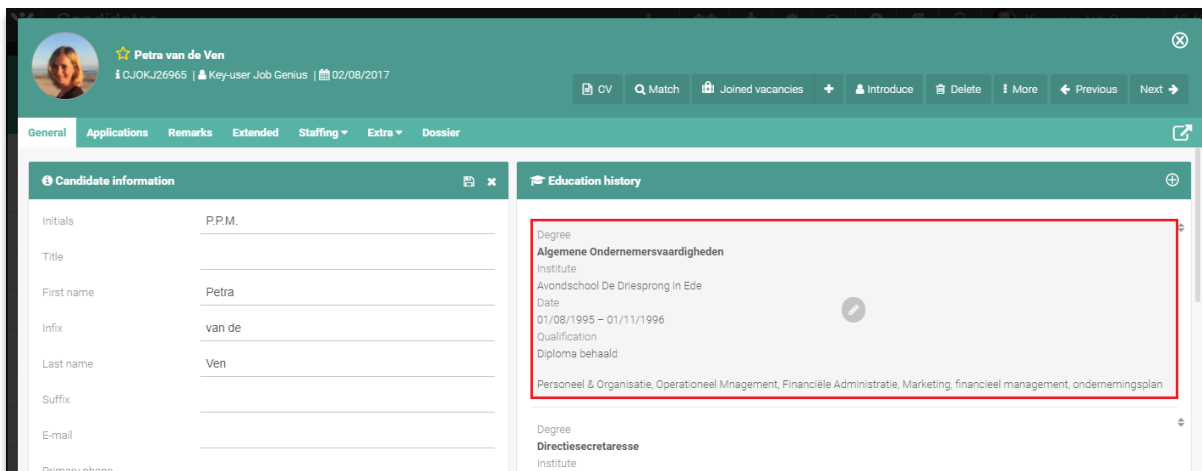 Petra van de Ven
CJOKJ26965 | Key-user Job Genius | 02/08/2017
CV Match Joined vacancies + Introduce Delete More Previous Next
General Applications Remarks Extended Staffing Extra Dossier
Candidate information
Initials P.P.M.
Title
First name Petra
Infix van de
Last name Ven
Suffix
E-mail
Primary phone
Education history
Degree
Algemene Ondernemersvaardigheden
Institute
Avondschool De Driesprong in Ede
Date
01/08/1995 – 01/11/1996
Qualification
Diploma behaald
Personeel & Organisatie, Operationeel Mnagement, Financiële Administratie, Marketing, financieel management, ondernemingsplan
Degree
Directiesecretaresse
Institute